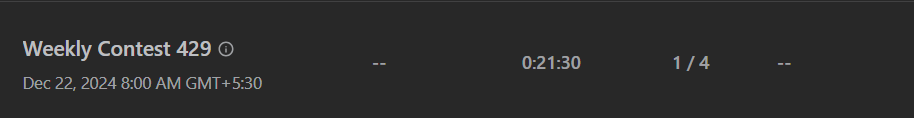 Weekly Contest 429
-- 0:21:30 1 / 4 --
Dec 22, 2024 8:00 AM GMT+5:30